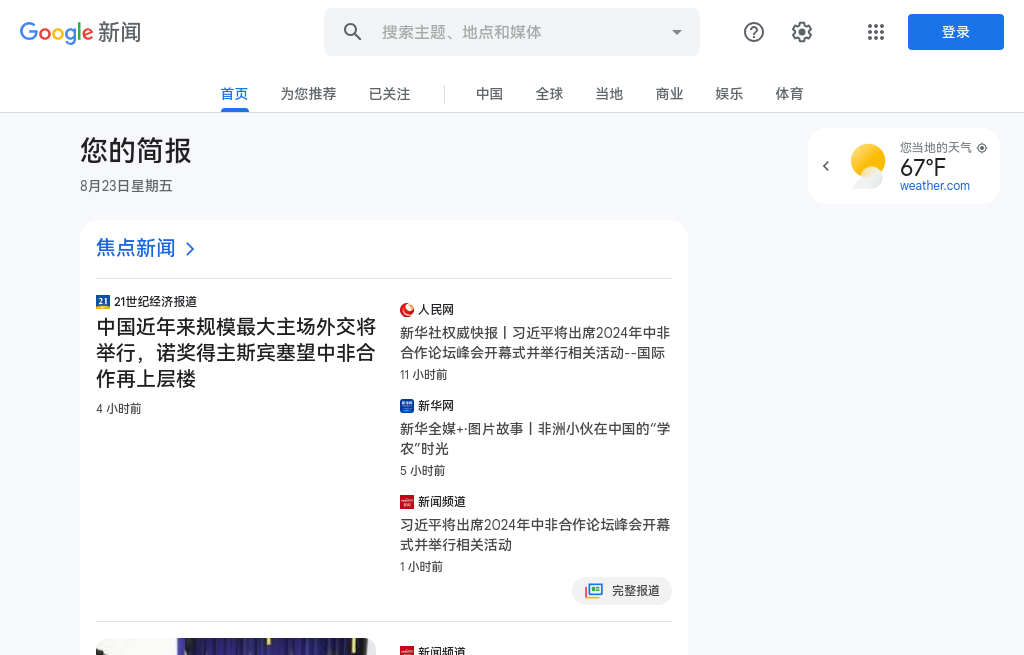 Google 新闻
搜索主题、地点和媒体
登录
首页
为您推荐
已关注
中国
全球
当地
商业
娱乐
体育
您的简报
8月23日星期五
您当地的天气
67°F
weather.com
焦点新闻
21世纪经济报道
中国近年来规模最大主场外交将
举行，诺奖得主斯宾塞望中非合
作再上层楼
4 小时前
人民网
新华社权威快报丨习近平将出席2024年中非
合作论坛峰会开幕式并举行相关活动--国际
11 小时前
新华网
新华全媒+·图片故事丨非洲小伙在中国的“学
农”时光
5 小时前
新闻频道
习近平将出席2024年中非合作论坛峰会开幕
式并举行相关活动
1 小时前
完整报道
新闻频道